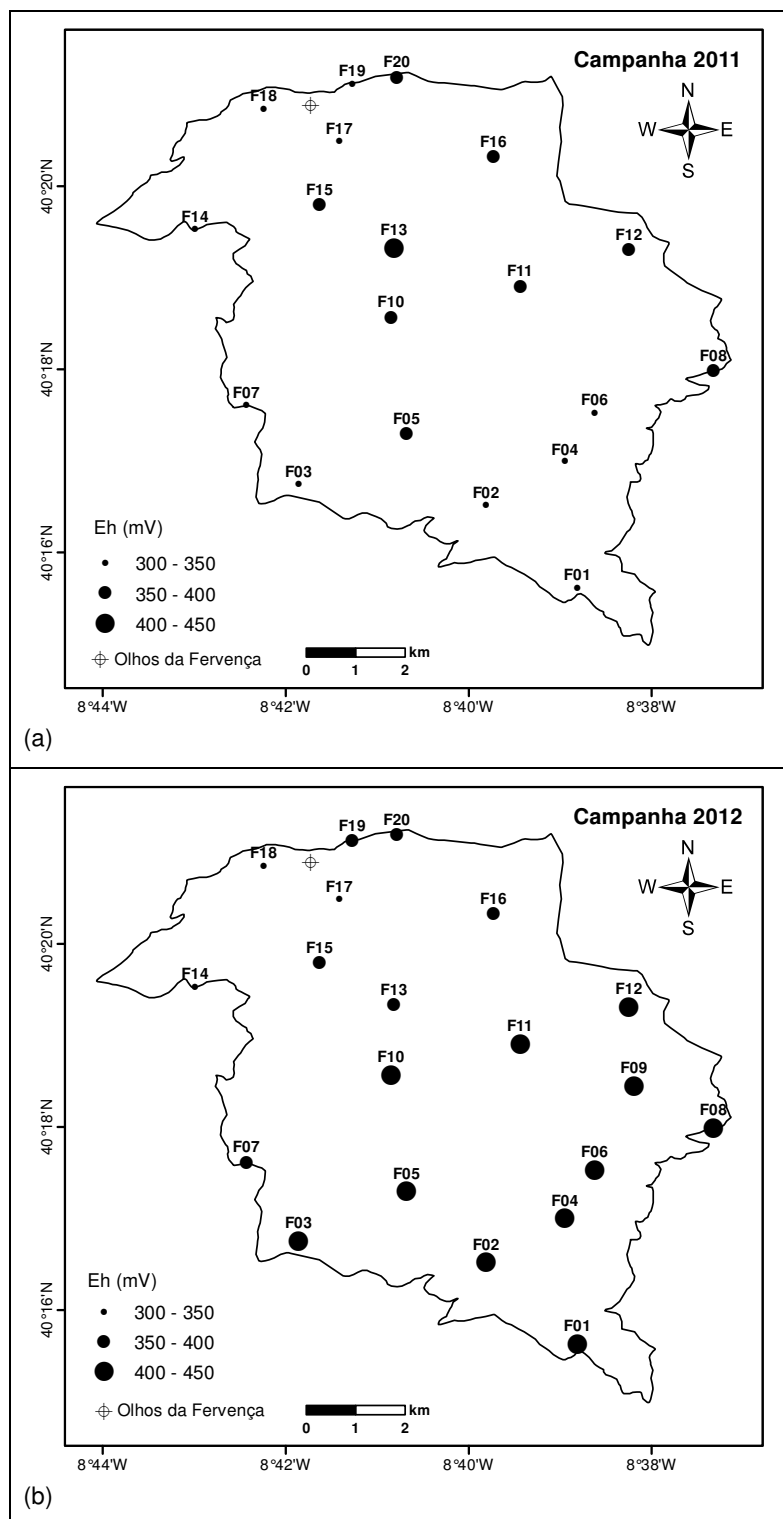 Campanha 2011
N
W E
S
F19 F20
F18
F17
F16
F15
F14
F13
F12
F11
F10
F08
F07
F06
F05
F04
F03
F02
F01
40°20'N
40°18'N
40°16'N
Eh (mV)
300 - 350
350 - 400
400 - 450
Olhos da Fervença
km
0 1 2
8°44'W 8°42'W 8°40'W 8°38'W
(a)
Campanha 2012
N
W E
S
F19 F20
F18
F17
F16
F15
F14
F13
F12
F11
F10
F09
F08
F07
F06
F05
F04
F03
F02
F01
40°20'N
40°18'N
40°16'N
Eh (mV)
300 - 350
350 - 400
400 - 450
Olhos da Fervença
km
0 1 2
8°44'W 8°42'W 8°40'W 8°38'W
(b)